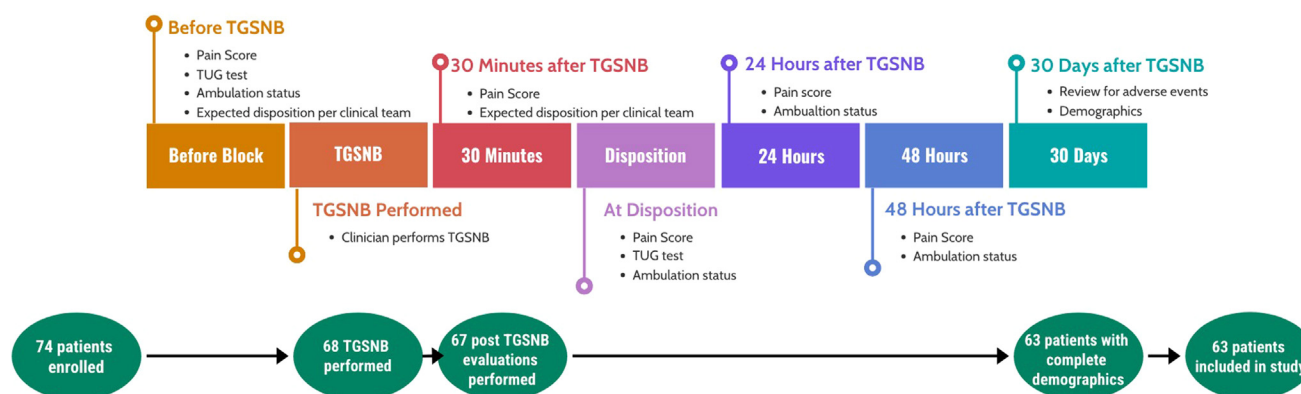 Before TGSNB
Pain Score
TUG test
Ambulation status
Expected disposition per clinical team
30 Minutes after TGSNB
Pain Score
Expected disposition per clinical team
24 Hours after TGSNB
Pain score
Ambualtion status
30 Days after TGSNB
Review for adverse events
Demographics
Before Block
TGSNB
30 Minutes
Disposition
24 Hours
48 Hours
30 Days
TGSNB Performed
Clinician performs TGSNB
At Disposition
Pain Score
TUG test
Ambulation status
48 Hours after TGSNB
Pain Score
Ambulation status
74 patients
enrolled
68 TGSNB
performed
67 post TGSNB
evaluations
performed
63 patients with
complete
demographics
63 patients
included in study